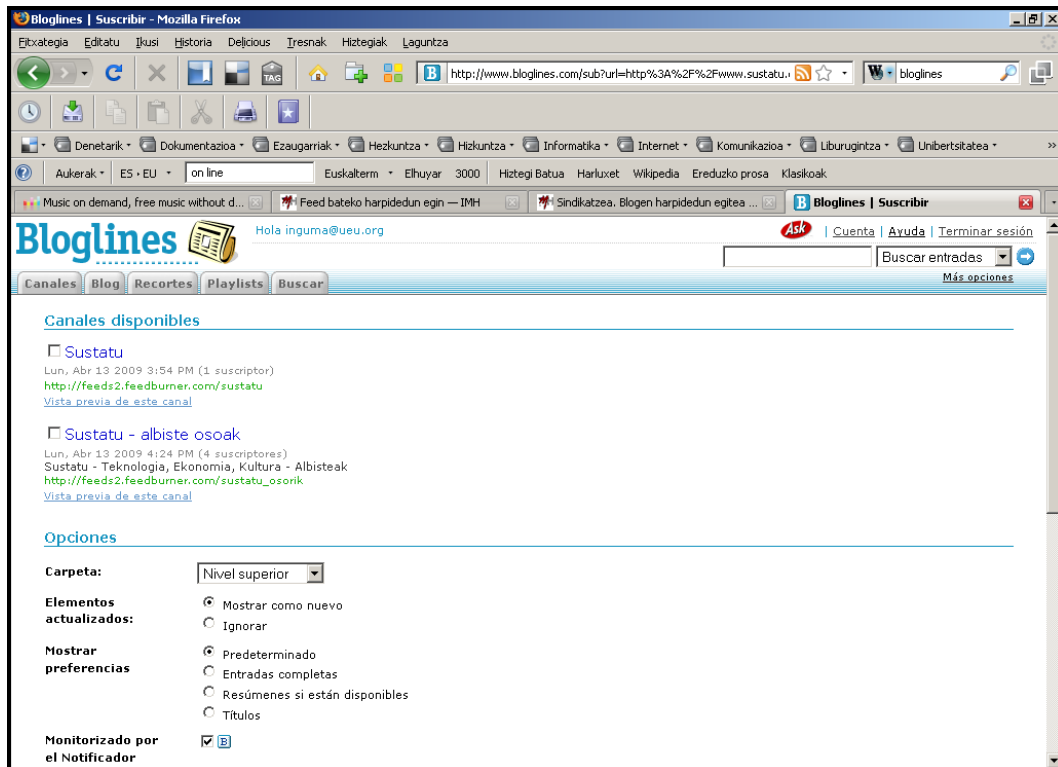 Bloglines | Suscribir - Mozilla Firefox
Fitxategia Editatu Ikusi Historia Delicious Tresnak Hiztegiak Laguntza
TAG B http://www.bloglines.com/sub?url=http%3A%2F%2Fwww.sustatu. W bloglines
Denetarik Dokumentazioa Ezaugarriak Hezkuntza Hizkuntza Informatika Internet Komunikazioa Liburugintza Unibertsitatea »
Aukerak ES › EU on line Euskalterm Elhuyar 3000 Hiztegi Batua Harluxet Wikipedia Ereduzko prosa Klasikoak
Music on demand, free music without d... Feed bateko harpidedun egin — IMH Sindikatzea. Blogen harpidedun egitea ... B Bloglines | Suscribir
Bloglines Hola inguma@ueu.org Ask | Cuenta | Ayuda | Terminar sesión
Buscar entradas
Más opciones
Canales Blog Recortes Playlists Buscar
Canales disponibles
Sustatu
Lun, Abr 13 2009 3:54 PM (1 suscriptor)
http://feeds2.feedburner.com/sustatu
Vista previa de este canal
Sustatu - albiste osoak
Lun, Abr 13 2009 4:24 PM (4 suscriptores)
Sustatu - Teknologia, Ekonomia, Kultura - Albisteak
http://feeds2.feedburner.com/sustatu_osorik
Vista previa de este canal
Opciones
Carpeta: Nivel superior
Elementos actualizados: Mostrar como nuevo
Ignorar
Mostrar preferencias Predeterminado
Entradas completas
Resúmenes si están disponibles
Títulos
Monitorizado por B
el Notificador